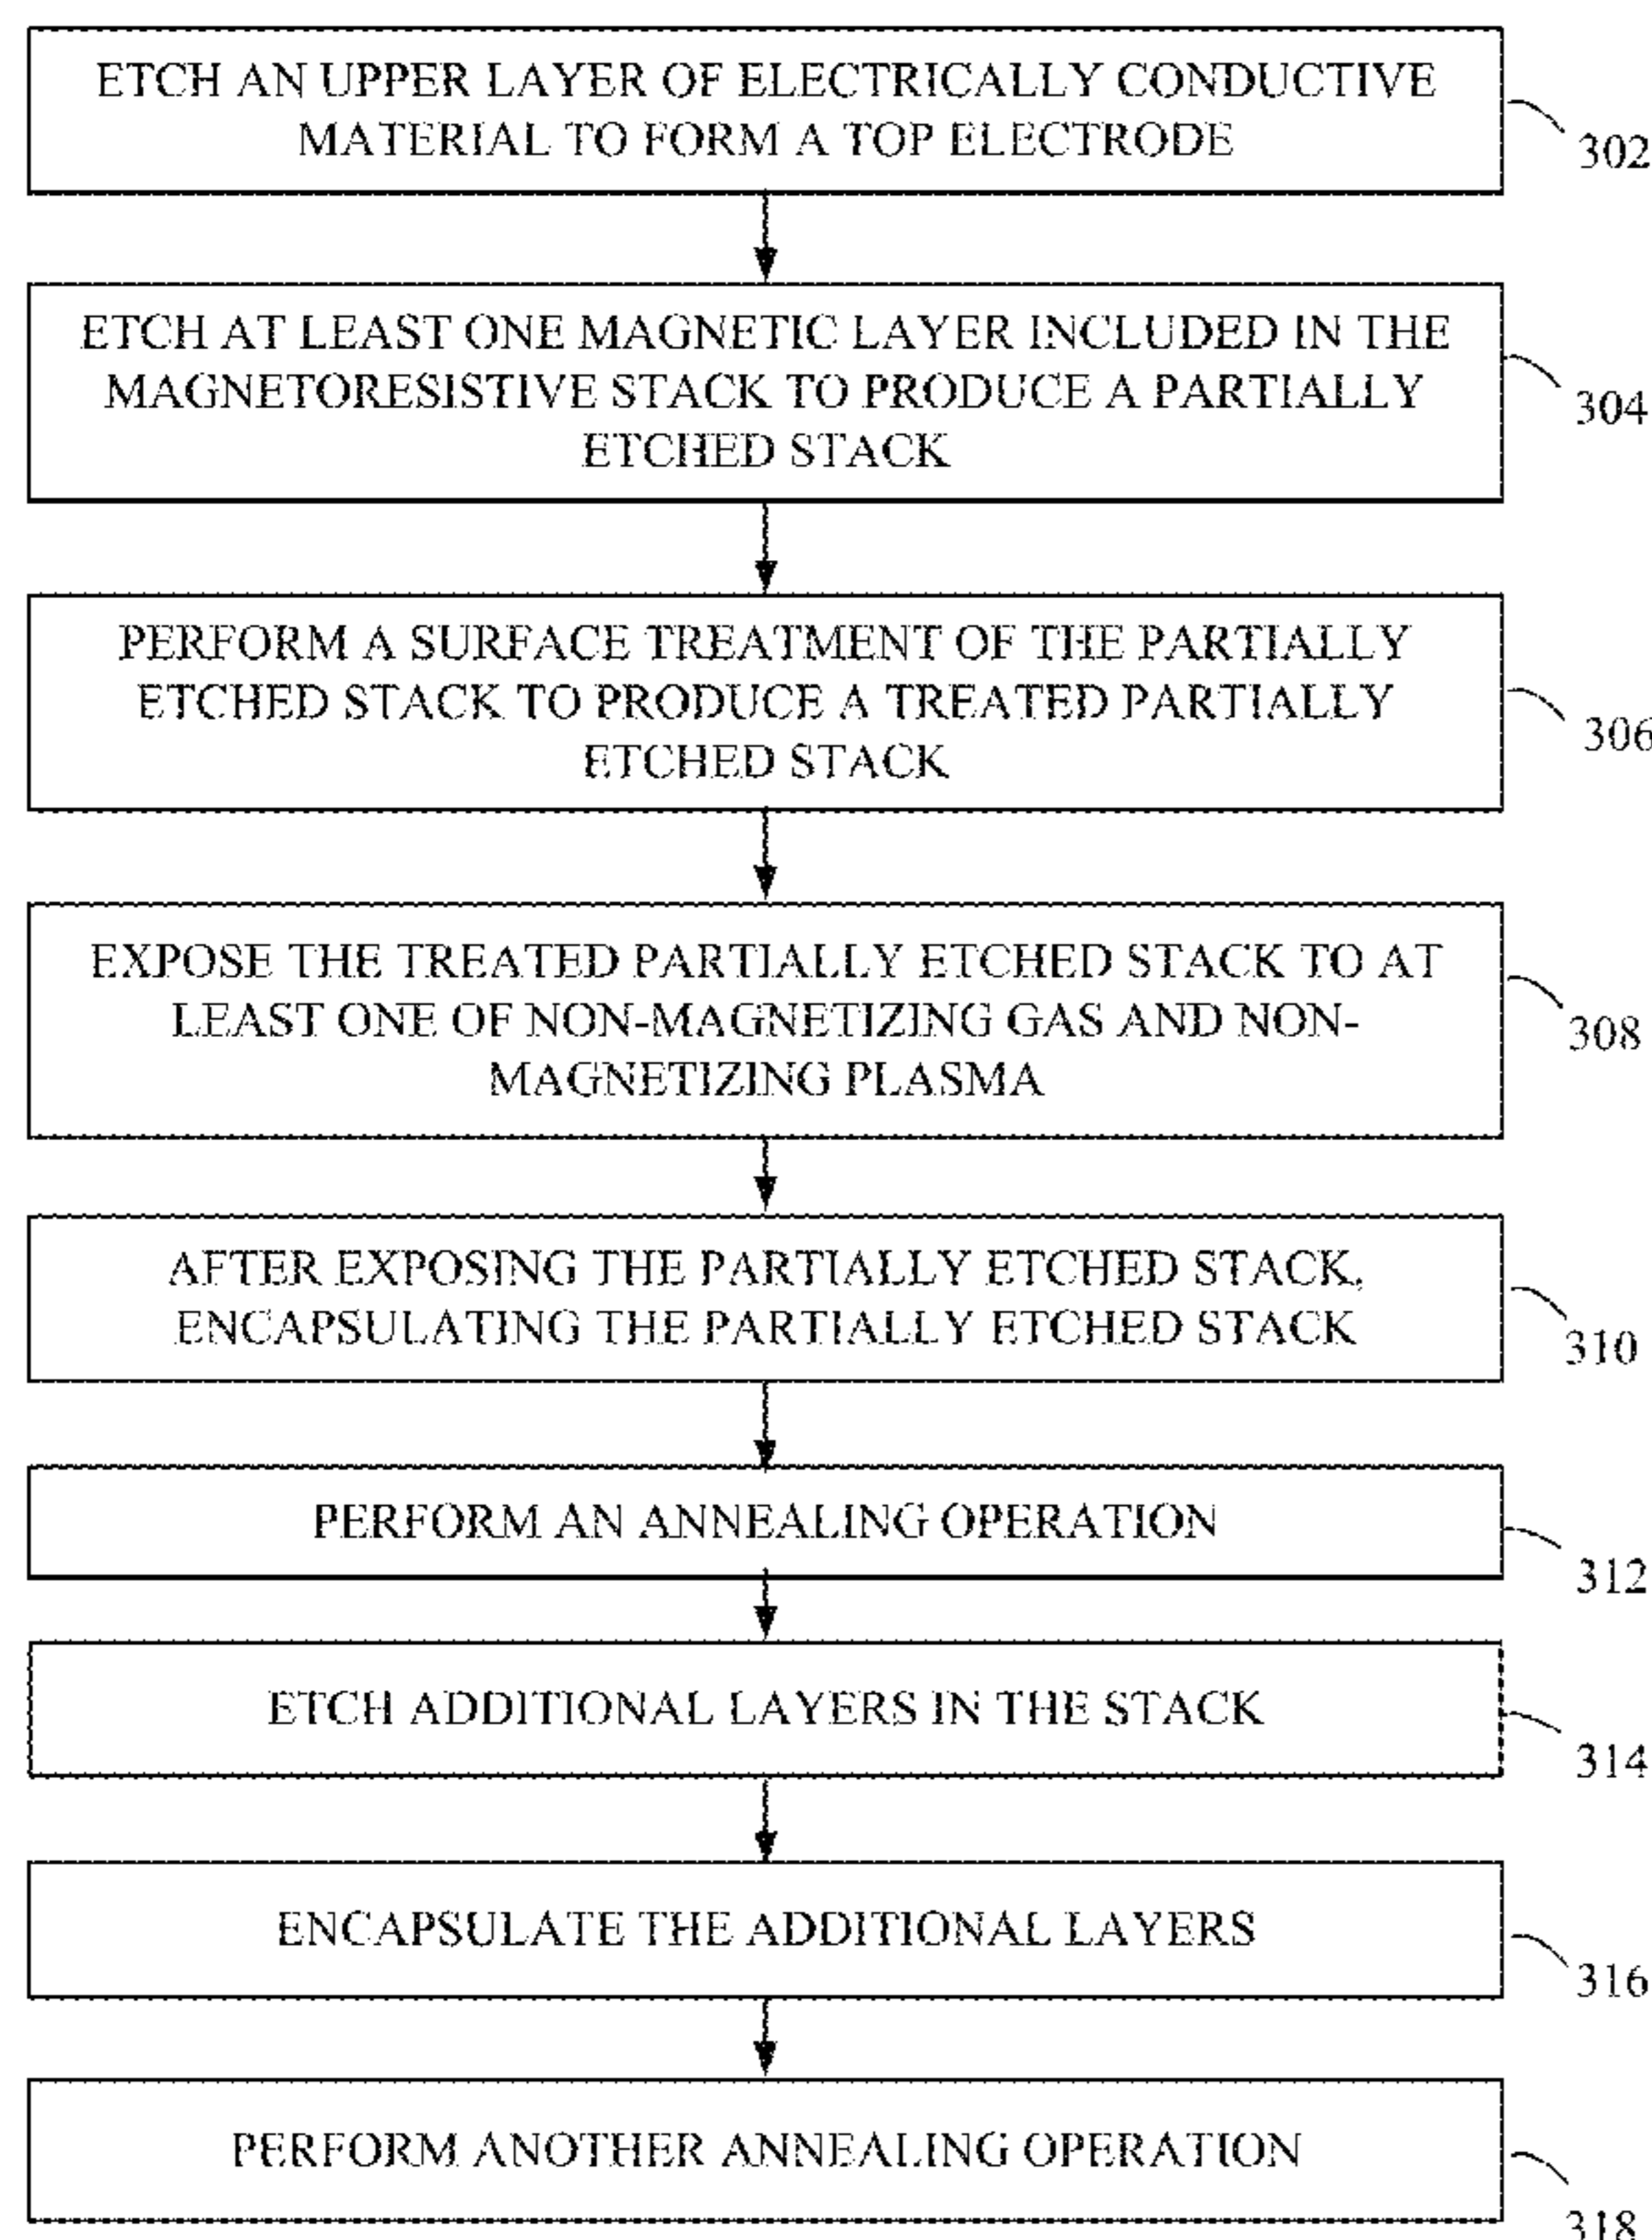 ETCH AN UPPER LAYER OF ELECTRICALLY CONDUCTIVE
MATERIAL TO FORM A TOP ELECTRODE
302
ETCH AT LEAST ONE MAGNETIC LAYER INCLUDED IN THE
MAGNETORESISTIVE STACK TO PRODUCE A PARTIALLY
ETCHED STACK
304
PERFORM A SURFACE TREATMENT OF THE PARTIALLY
ETCHED STACK TO PRODUCE A TREATED PARTIALLY
ETCHED STACK
306
EXPOSE THE TREATED PARTIALLY ETCHED STACK TO AT
LEAST ONE OF NON-MAGNETIZING GAS AND NON-
MAGNETIZING PLASMA
308
AFTER EXPOSING THE PARTIALLY ETCHED STACK,
ENCAPSULATING THE PARTIALLY ETCHED STACK
310
PERFORM AN ANNEALING OPERATION
312
ETCH ADDITIONAL LAYERS IN THE STACK
314
ENCAPSULATE THE ADDITIONAL LAYERS
316
PERFORM ANOTHER ANNEALING OPERATION
318